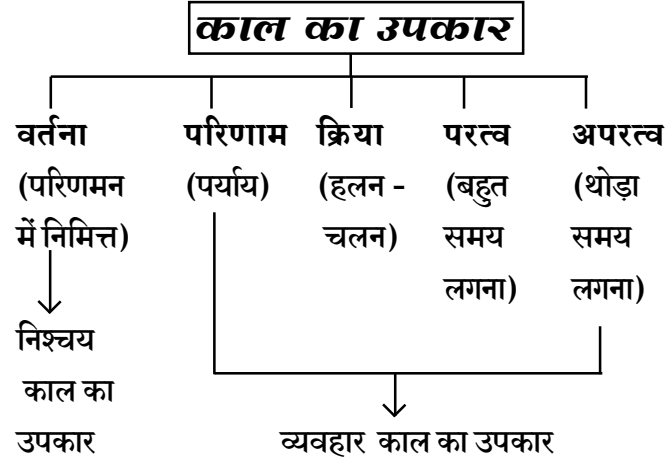 काल का उपकार
वर्तना परिणाम क्रिया परत्व अपरत्व
(परिणमन (पर्याय) (हलन - (बहुत (थोड़ा
में निमित्त) चलन) समय समय
लगना) लगना)
निश्चय
काल का
उपकार व्यवहार काल का उपकार